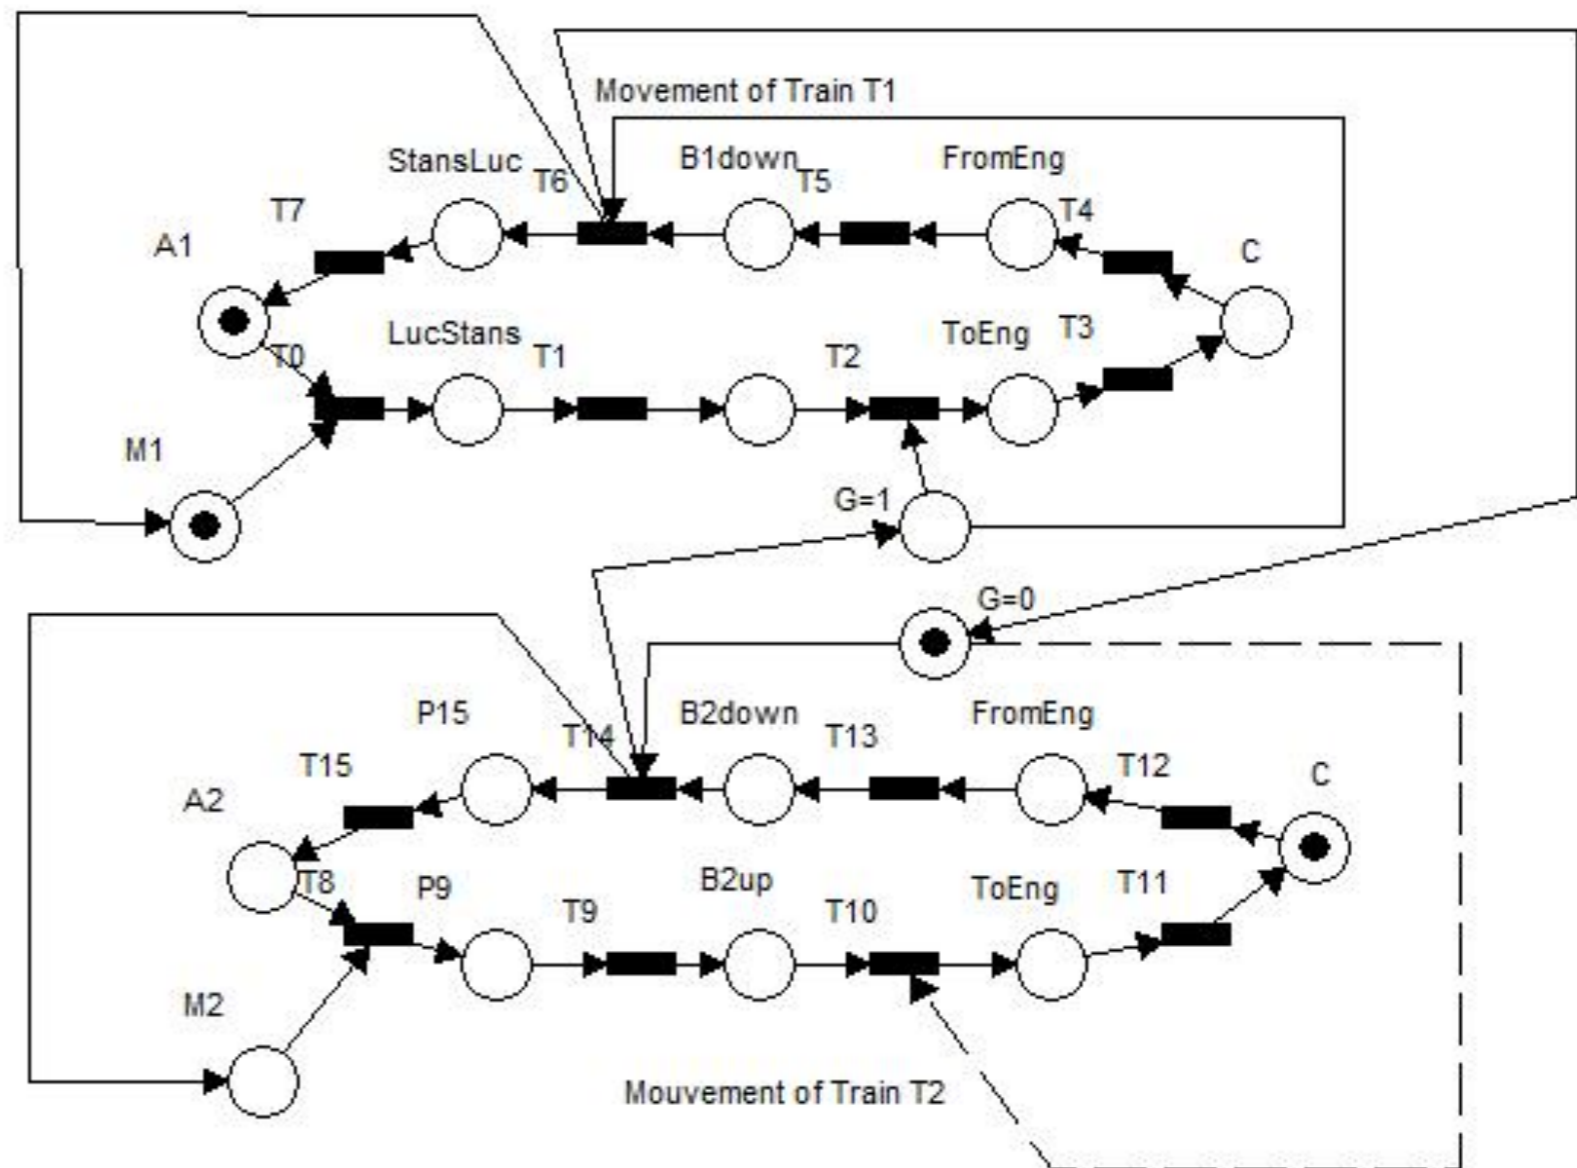 Movement of Train T1
StansLuc
T6
B1down
T5
FromEng
T7
T4
A1
C
LucStans
T0
T1
T2
ToEng
T3
M1
G=1
G=0
P15
T14
B2down
T13
FromEng
T15
T12
C
A2
T8
P9
T9
B2up
T10
ToEng
T11
M2
Mouvement of Train T2